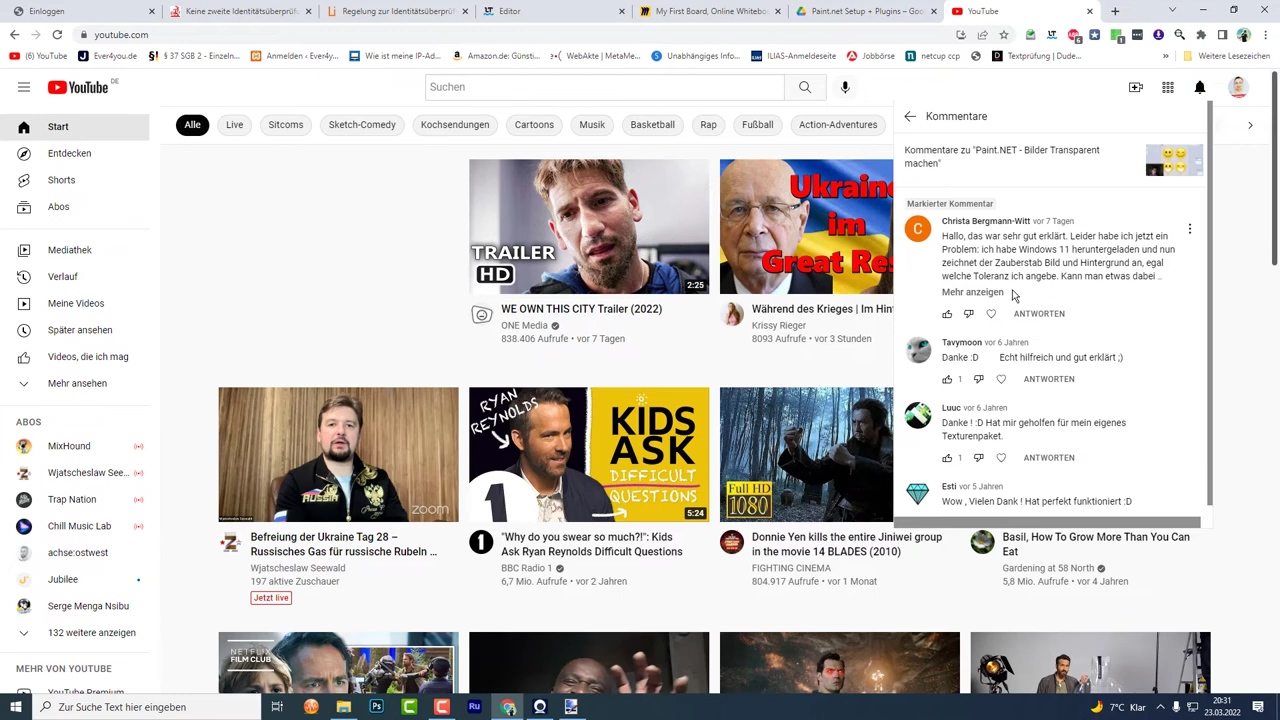 Einloggen
Keine zweite Identitätsüberprüf
Regelung zur Identitätsüberprüf
Editor
My First Board, Online Whitebo
Paint.net Setup + Plugins – Goo
YouTube
youtube.com
(6) YouTube
Ever4you.de
§ 37 SGB 2 - Einzeln...
Anmelden ‹ Ever4y...
Wie ist meine IP-Ad...
Amazon.de: Günstig...
WebAkte | MetaMe...
Unabhängiges Info...
ILIAS-Anmeldeseite
Jobbörse
netcup ccp
Textprüfung | Dude...
»
Weitere Lesezeichen
YouTube DE
Suchen
Start
Entdecken
Shorts
Abos
Mediathek
Verlauf
Meine Videos
Später ansehen
Videos, die ich mag
Mehr ansehen
ABOS
MixHound
Wjatscheslaw See...
Trap Nation
Chill Music Lab
achse:ostwest
Jubilee
Serge Menga Nsibu
132 weitere anzeigen
MEHR VON YOUTUBE
YouTube Premium
Alle
Live
Sitcoms
Sketch-Comedy
Kochsendungen
Cartoons
Musik
Basketball
Rap
Fußball
Action-Adventures
TRAILER
HD
2:25
WE OWN THIS CITY Trailer (2022)
ONE Media
838.406 Aufrufe • vor 7 Tagen
Ukraine
im
Great Res
Während des Krieges | Im Hin
Krissy Rieger
8093 Aufrufe • vor 3 Stunden
RUSSIA
zoom
Wjatscheslaw Seewald
Befreiung der Ukraine Tag 28 –
Russisches Gas für russische Rubeln ...
Wjatscheslaw Seewald
197 aktive Zuschauer
Jetzt live
RYAN
REYNOLDS
KIDS
ASK
DIFFICULT
QUESTIONS
1
5:24
"Why do you swear so much?!": Kids
Ask Ryan Reynolds Difficult Questions
BBC Radio 1
6,7 Mio. Aufrufe • vor 2 Jahren
Full HD
1080
Donnie Yen kills the entire Jiniwei group
in the movie 14 BLADES (2010)
FIGHTING CINEMA
804.917 Aufrufe • vor 1 Monat
Basil, How To Grow More Than You Can
Eat
Gardening at 58 North
5,8 Mio. Aufrufe • vor 4 Jahren
NETFLIX
FILM CLUB
Kommentare
Kommentare zu "Paint.NET - Bilder Transparent
machen"
Markierter Kommentar
C
Christa Bergmann-Witt vor 7 Tagen
Hallo, das war sehr gut erklärt. Leider habe ich jetzt ein
Problem: ich habe Windows 11 heruntergeladen und nun
zeichnet der Zauberstab Bild und Hintergrund an, egal
welche Toleranz ich angebe. Kann man etwas dabei ...
Mehr anzeigen
ANTWORTEN
Tavymoon vor 6 Jahren
Danke :D Echt hilfreich und gut erklärt ;)
1 ANTWORTEN
Luuc vor 6 Jahren
Danke ! :D Hat mir geholfen für mein eigenes
Texturenpaket.
1 ANTWORTEN
Esti vor 5 Jahren
Wow , Vielen Dank ! Hat perfekt funktioniert :D
Zur Suche Text hier eingeben
Ps
C
C
Ru
7°C Klar
20:31
23.03.2022